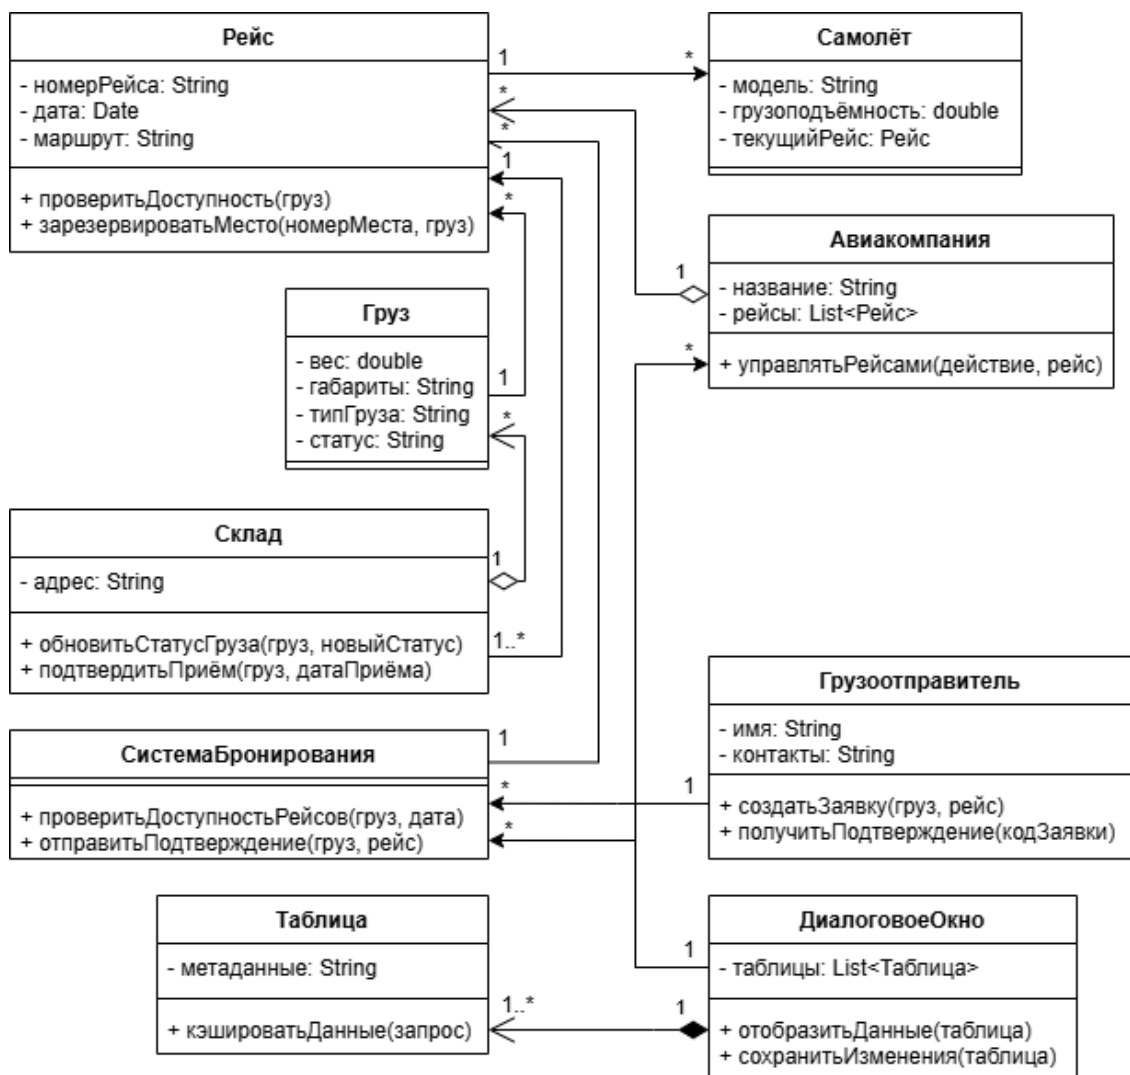 Рейс
- номерРейса: String
- дата: Date
- маршрут: String
+ проверитьДоступность(груз)
+ зарезервироватьМесто(номерМеста, груз)
1
*
*
*
1
*
Самолёт
- модель: String
- грузоподъёмность: double
- текущийРейс: Рейс
Авиакомпания
- название: String
- рейсы: List<Рейс>
+ управлятьРейсами(действие, рейс)
1
*
Груз
- вес: double
- габариты: String
- типГруза: String
- статус: String
1
*
Склад
- адрес: String
+ обновитьСтатусГруза(груз, новыйСтатус)
+ подтвердитьПриём(груз, датаПриёма)
1
1..*
Грузоотправитель
- имя: String
- контакты: String
+ создатьЗаявку(груз, рейс)
+ получитьПодтверждение(кодЗаявки)
1
СистемаБронирования
+ проверитьДоступностьРейсов(груз, дата)
+ отправитьПодтверждение(груз, рейс)
1
*
*
Таблица
- метаданные: String
+ кэшироватьДанные(запрос)
1..*
ДиалоговоеОкно
- таблицы: List<Таблица>
+ отобразитьДанные(таблица)
+ сохранитьИзменения(таблица)
1
1